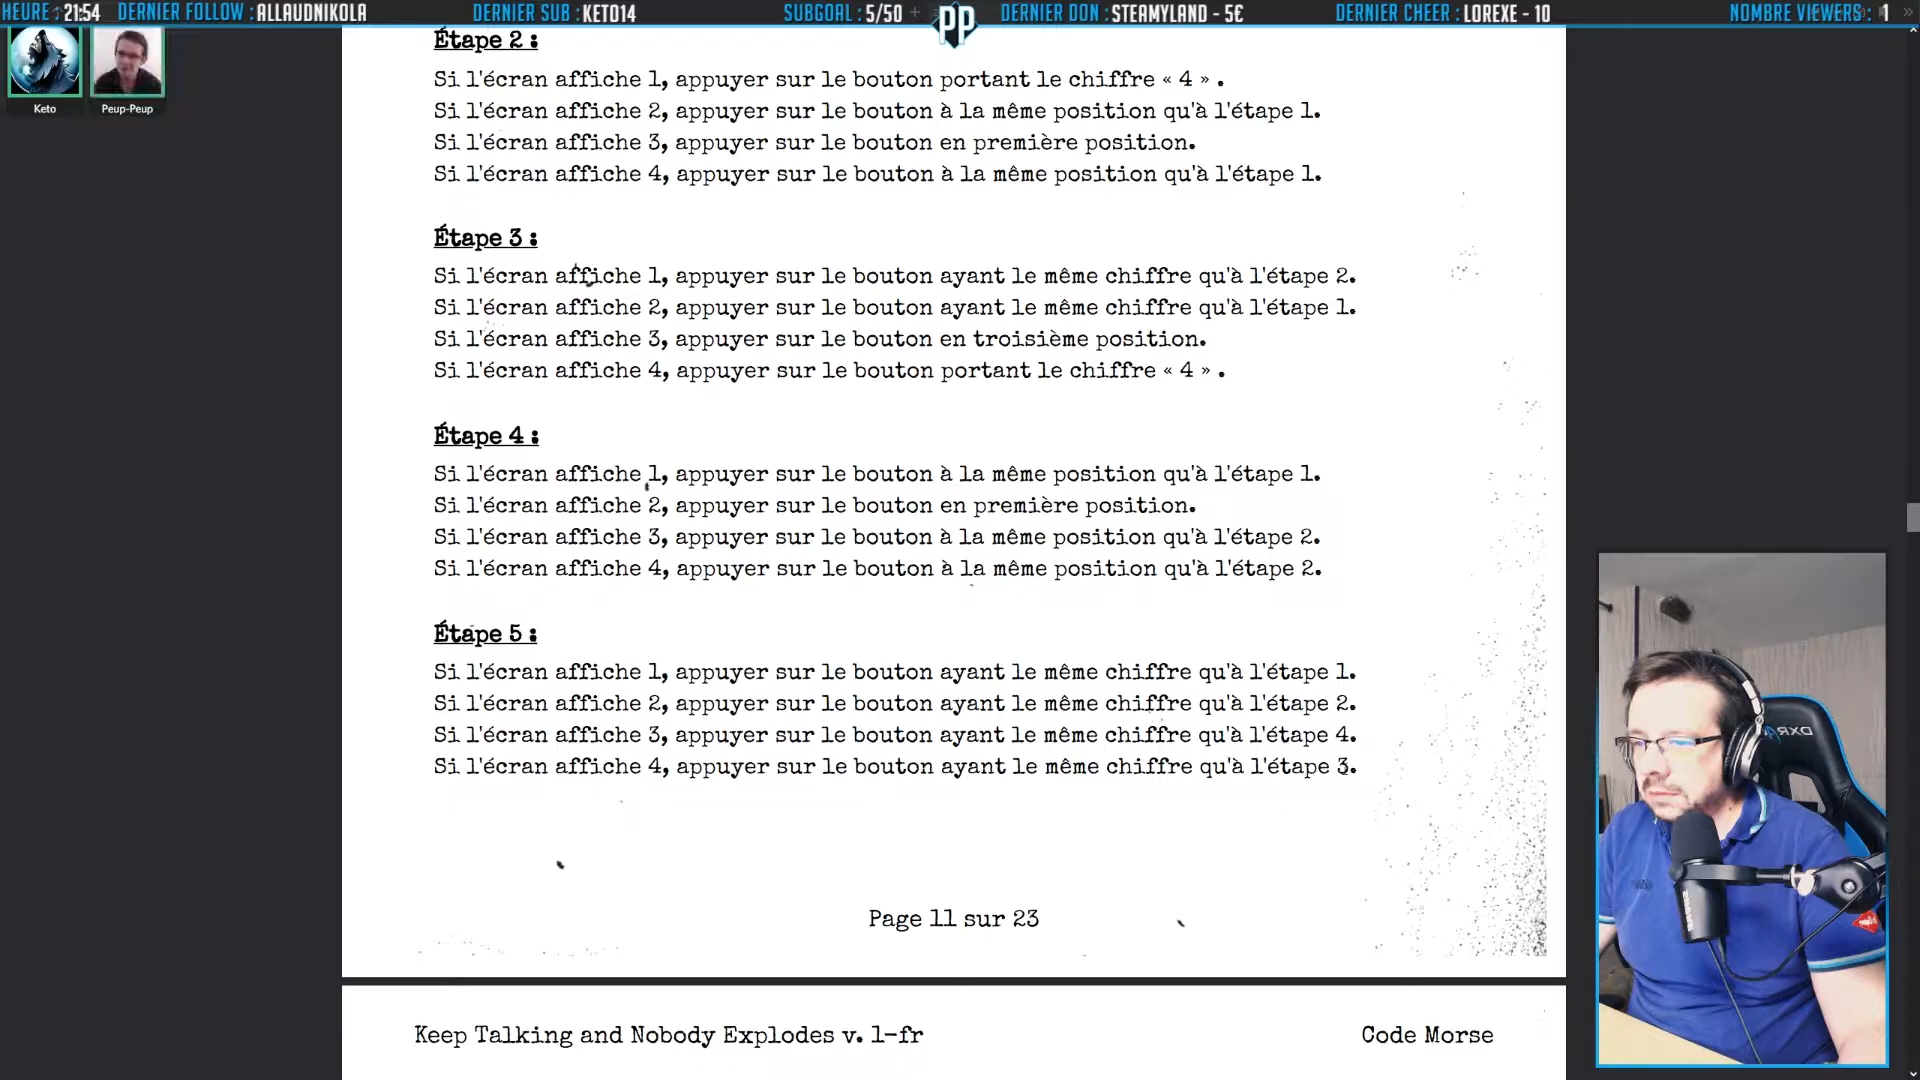 HEURE : 21:54 DERNIER FOLLOW : ALLAUDNIKOLA DERNIER SUB : KETO14 SUBGOAL : 5/50 PP DERNIER DON : STEAMYLAND - 5€ DERNIER CHEER : LOREXE - 10 NOMBRE VIEWERS : 1
Keto Peup-Peup
Étape 2 :
Si l'écran affiche 1, appuyer sur le bouton portant le chiffre « 4 » .
Si l'écran affiche 2, appuyer sur le bouton à la même position qu'à l'étape 1.
Si l'écran affiche 3, appuyer sur le bouton en première position.
Si l'écran affiche 4, appuyer sur le bouton à la même position qu'à l'étape 1.
Étape 3 :
Si l'écran affiche 1, appuyer sur le bouton ayant le même chiffre qu'à l'étape 2.
Si l'écran affiche 2, appuyer sur le bouton ayant le même chiffre qu'à l'étape 1.
Si l'écran affiche 3, appuyer sur le bouton en troisième position.
Si l'écran affiche 4, appuyer sur le bouton portant le chiffre « 4 » .
Étape 4 :
Si l'écran affiche 1, appuyer sur le bouton à la même position qu'à l'étape 1.
Si l'écran affiche 2, appuyer sur le bouton en première position.
Si l'écran affiche 3, appuyer sur le bouton à la même position qu'à l'étape 2.
Si l'écran affiche 4, appuyer sur le bouton à la même position qu'à l'étape 2.
Étape 5 :
Si l'écran affiche 1, appuyer sur le bouton ayant le même chiffre qu'à l'étape 1.
Si l'écran affiche 2, appuyer sur le bouton ayant le même chiffre qu'à l'étape 2.
Si l'écran affiche 3, appuyer sur le bouton ayant le même chiffre qu'à l'étape 4.
Si l'écran affiche 4, appuyer sur le bouton ayant le même chiffre qu'à l'étape 3.
Page 11 sur 23
Keep Talking and Nobody Explodes v. 1-fr Code Morse